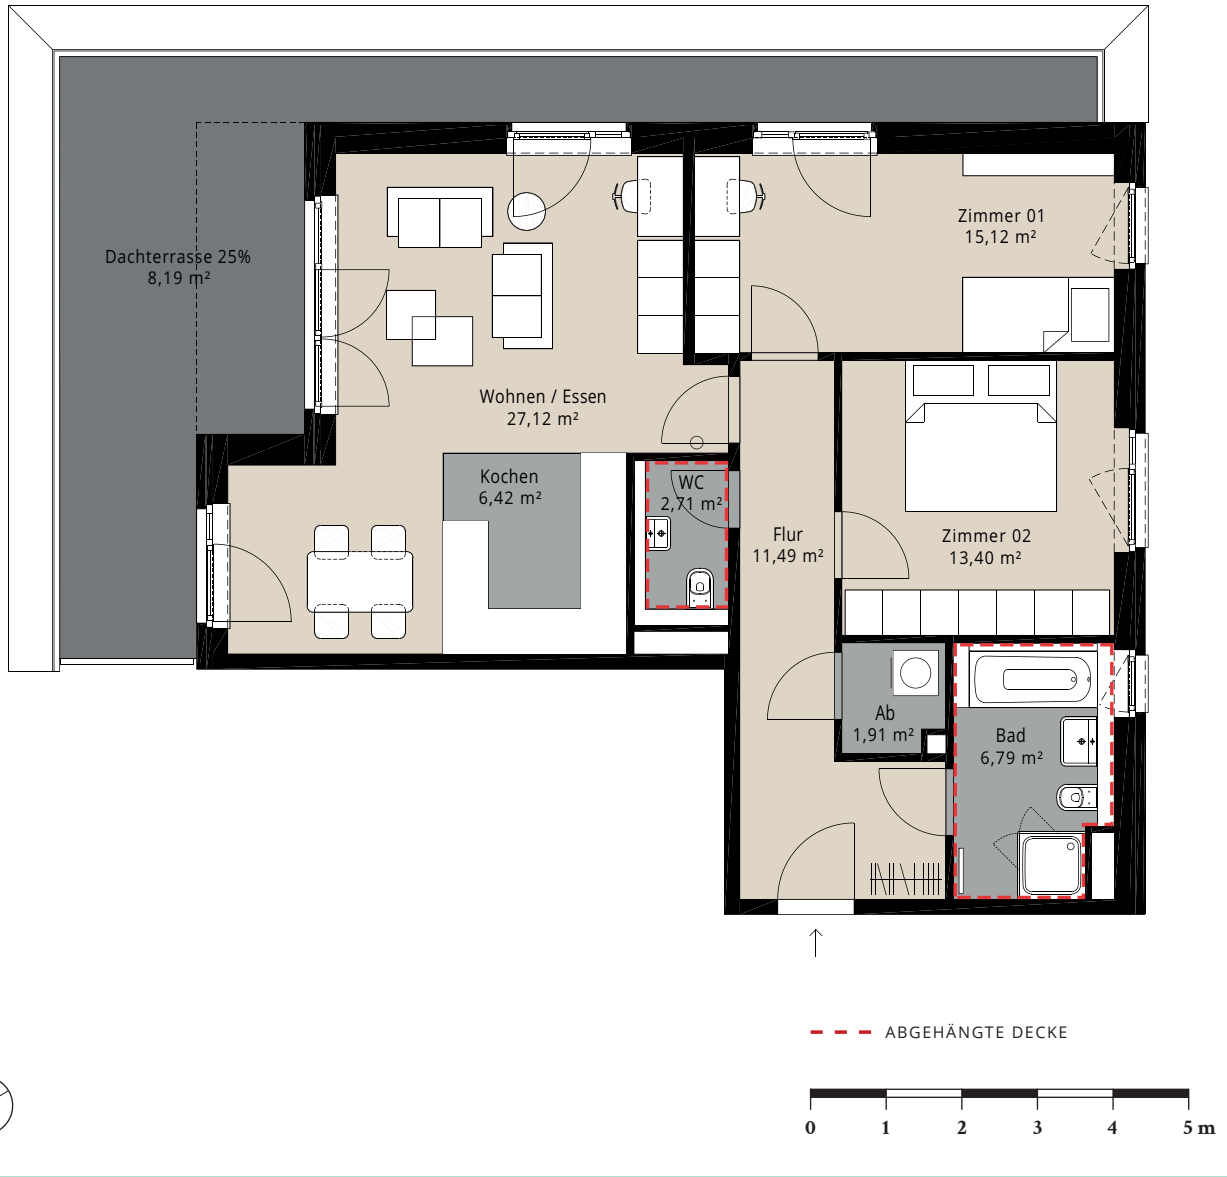 Dachterrasse 25%
8,19 m²
Zimmer 01
15,12 m²
Wohnen / Essen
27,12 m²
Kochen
6,42 m²
WC
2,71 m²
Flur
11,49 m²
Zimmer 02
13,40 m²
Ab
1,91 m²
Bad
6,79 m²
ABGEHÄNGTE DECKE
0 1 2 3 4 5 m